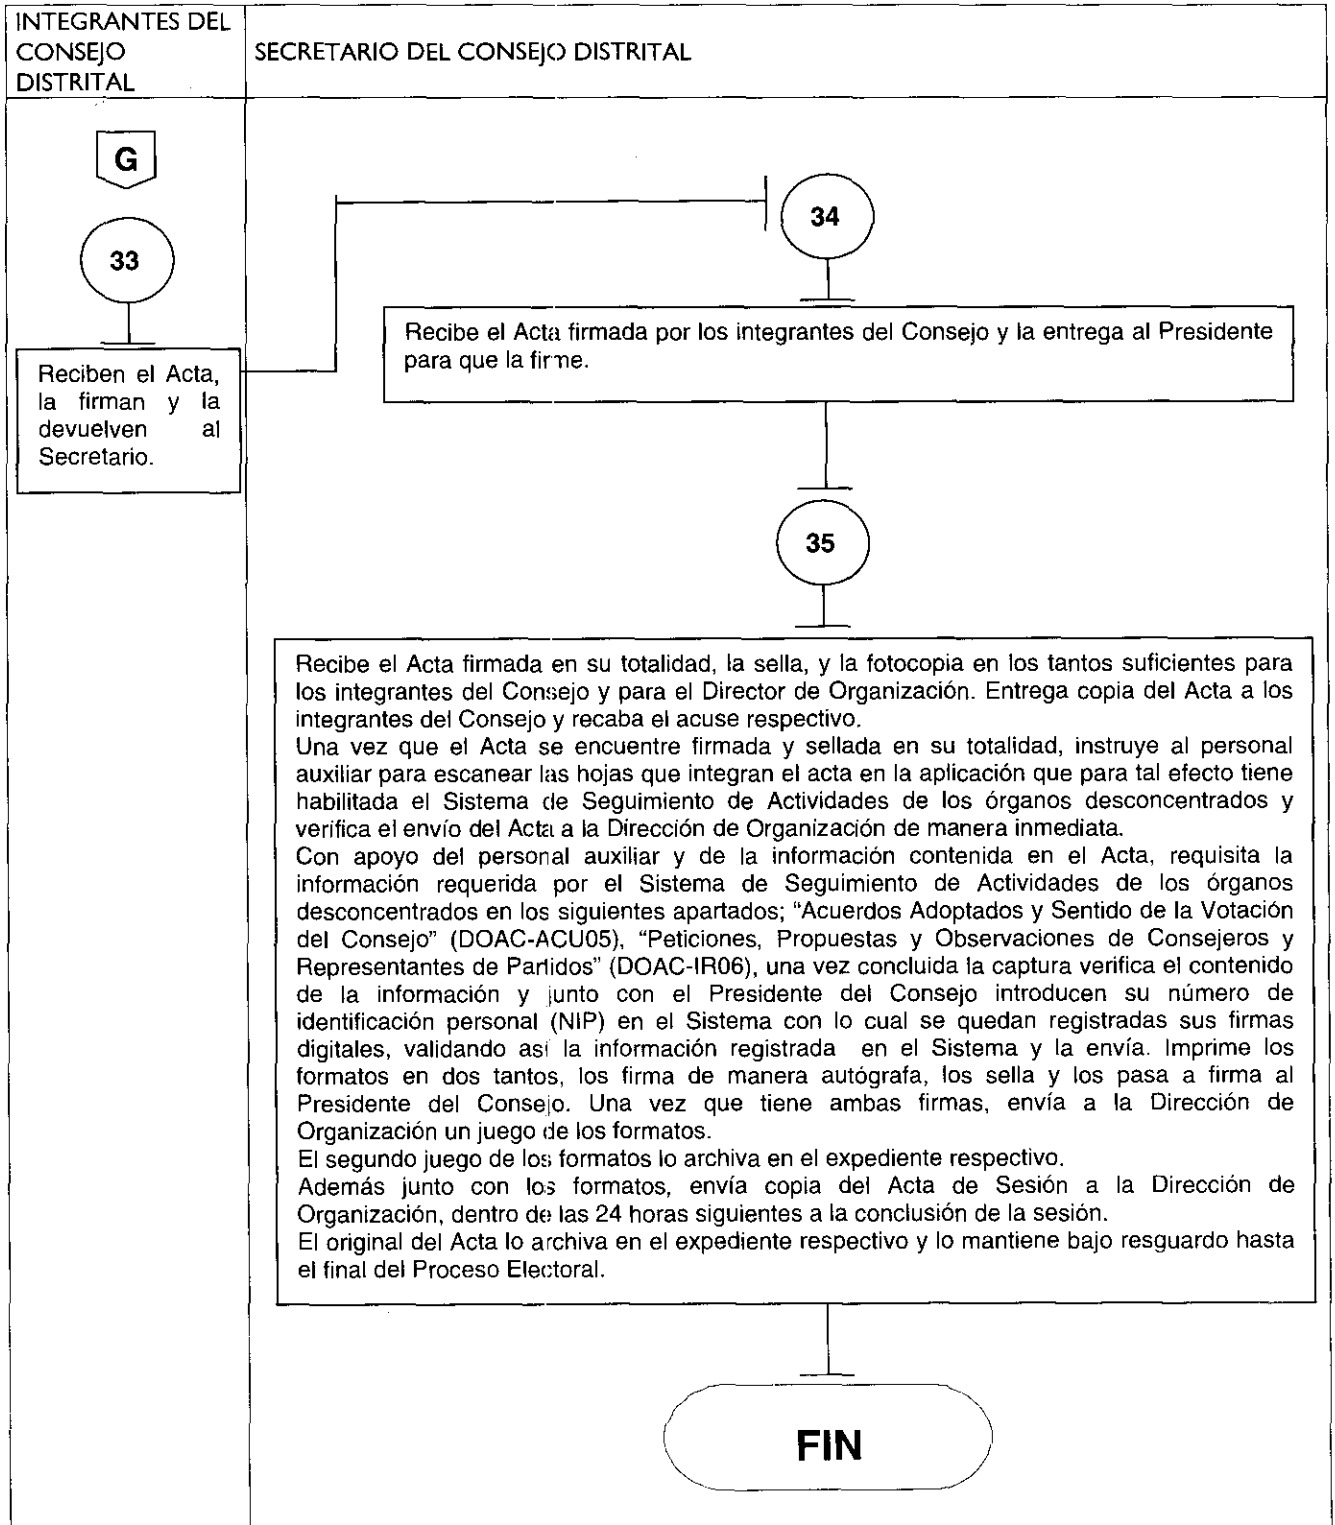 INTEGRANTES DEL
CONSEJO
DISTRITAL
SECRETARIO DEL CONSEJO DISTRITAL
G
33
Reciben el Acta,
la firman y la
devuelven al
Secretario.
34
Recibe el Acta firmada por los integrantes del Consejo y la entrega al Presidente
para que la firme.
35
Recibe el Acta firmada en su totalidad, la sella, y la fotocopia en los tantos suficientes para
los integrantes del Consejo y para el Director de Organización. Entrega copia del Acta a los
integrantes del Consejo y recaba el acuse respectivo.
Una vez que el Acta se encuentre firmada y sellada en su totalidad, instruye al personal
auxiliar para escanear las hojas que integran el acta en la aplicación que para tal efecto tiene
habilitada el Sistema de Seguimiento de Actividades de los órganos desconcentrados y
verifica el envío del Acta a la Dirección de Organización de manera inmediata.
Con apoyo del personal auxiliar y de la información contenida en el Acta, requisita la
información requerida por el Sistema de Seguimiento de Actividades de los órganos
desconcentrados en los siguientes apartados; “Acuerdos Adoptados y Sentido de la Votación
del Consejo” (DOAC-ACU05), “Peticiones, Propuestas y Observaciones de Consejeros y
Representantes de Partidos” (DOAC-IR06), una vez concluida la captura verifica el contenido
de la información y junto con el Presidente del Consejo introducen su número de
identificación personal (NIP) en el Sistema con lo cual se quedan registradas sus firmas
digitales, validando así la información registrada en el Sistema y la envía. Imprime los
formatos en dos tantos, los firma de manera autógrafa, los sella y los pasa a firma al
Presidente del Consejo. Una vez que tiene ambas firmas, envía a la Dirección de
Organización un juego de los formatos.
El segundo juego de los formatos lo archiva en el expediente respectivo.
Además junto con los formatos, envía copia del Acta de Sesión a la Dirección de
Organización, dentro de las 24 horas siguientes a la conclusión de la sesión.
El original del Acta lo archiva en el expediente respectivo y lo mantiene bajo resguardo hasta
el final del Proceso Electoral.
FIN